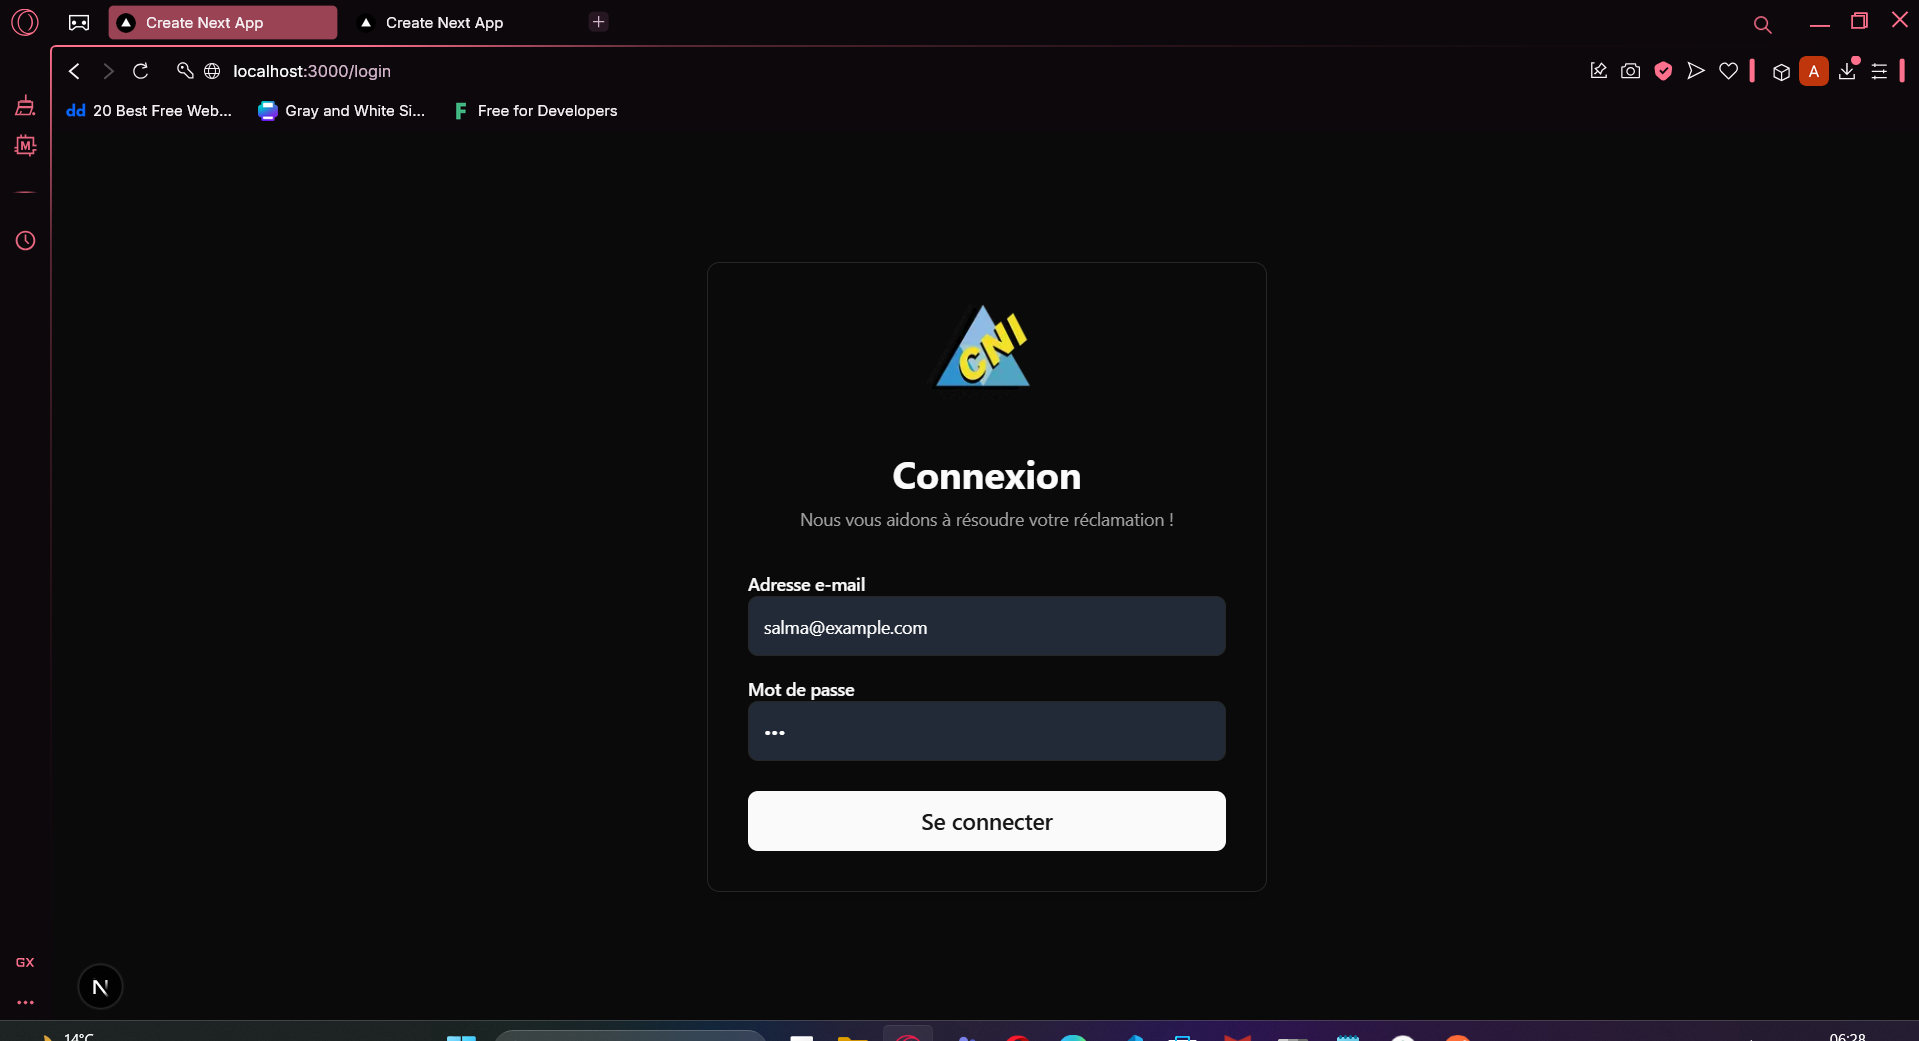 Create Next App
Create Next App
localhost:3000/login
A
dd 20 Best Free Web...
Gray and White Si...
F Free for Developers
M
GNI
Connexion
Nous vous aidons à résoudre votre réclamation !
Adresse e-mail
salma@example.com
Mot de passe
•••
Se connecter
GX
N
14°C
06:28